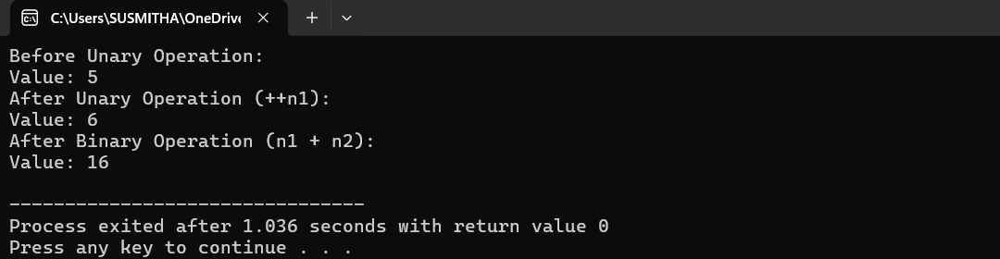 C:\Users\SUSMITHA\OneDrive
Before Unary Operation:
Value: 5
After Unary Operation (++n1):
Value: 6
After Binary Operation (n1 + n2):
Value: 16
--------------------------------
Process exited after 1.036 seconds with return value 0
Press any key to continue . . .